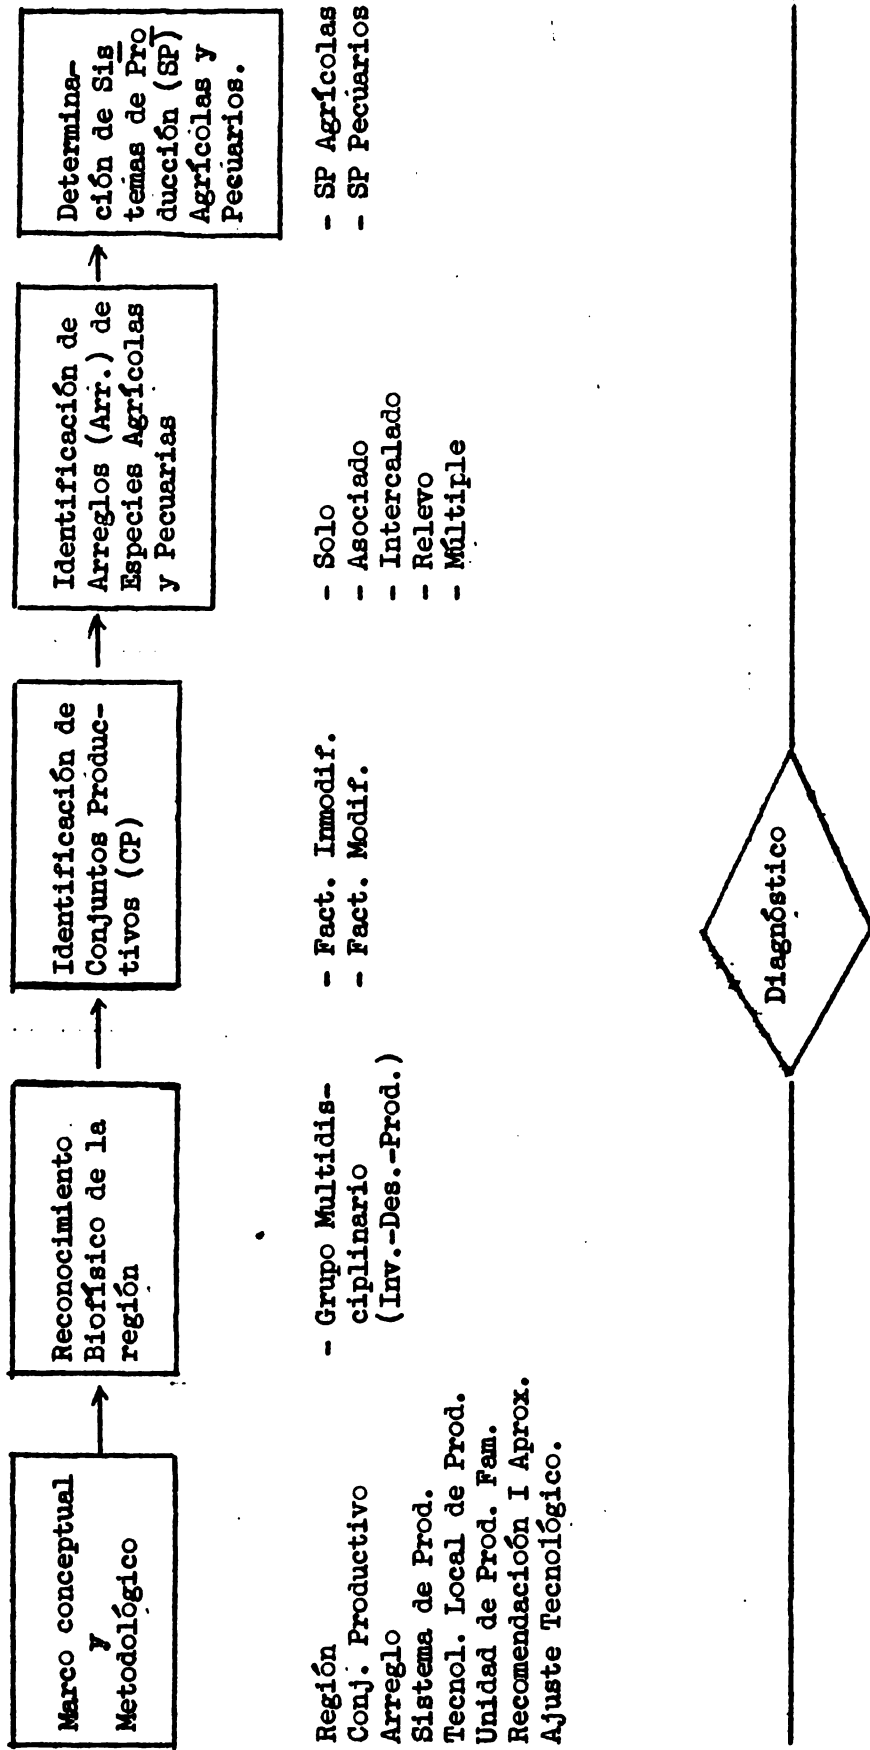 Marco conceptual
y
Metodológico
Reconocimiento
Biofísico de la
región
Identificación de
Conjuntos Produc-
tivos (CP)
Identificación de
Arreglos (Arr.) de
Especies Agrícolas
y Pecuarias
Determina-
ción de Sis
temas de Pro
ducción (SP)
Agrícolas y
Pecuarios.
Región
Conj. Productivo
Arreglo
Sistema de Prod.
Tecnol. Local de Prod.
Unidad de Prod. Fam.
Recomendacioón I Aprox.
Ajuste Tecnológico.
- Grupo Multidis-
ciplinario
(Inv.-Des.-Prod.)
- Fact. Inmodif.
- Fact. Modif.
- Solo
- Asociado
- Intercalado
- Relevo
- Múltiple
- SP Agrícolas
- SP Pecuarios
Diagnóstico